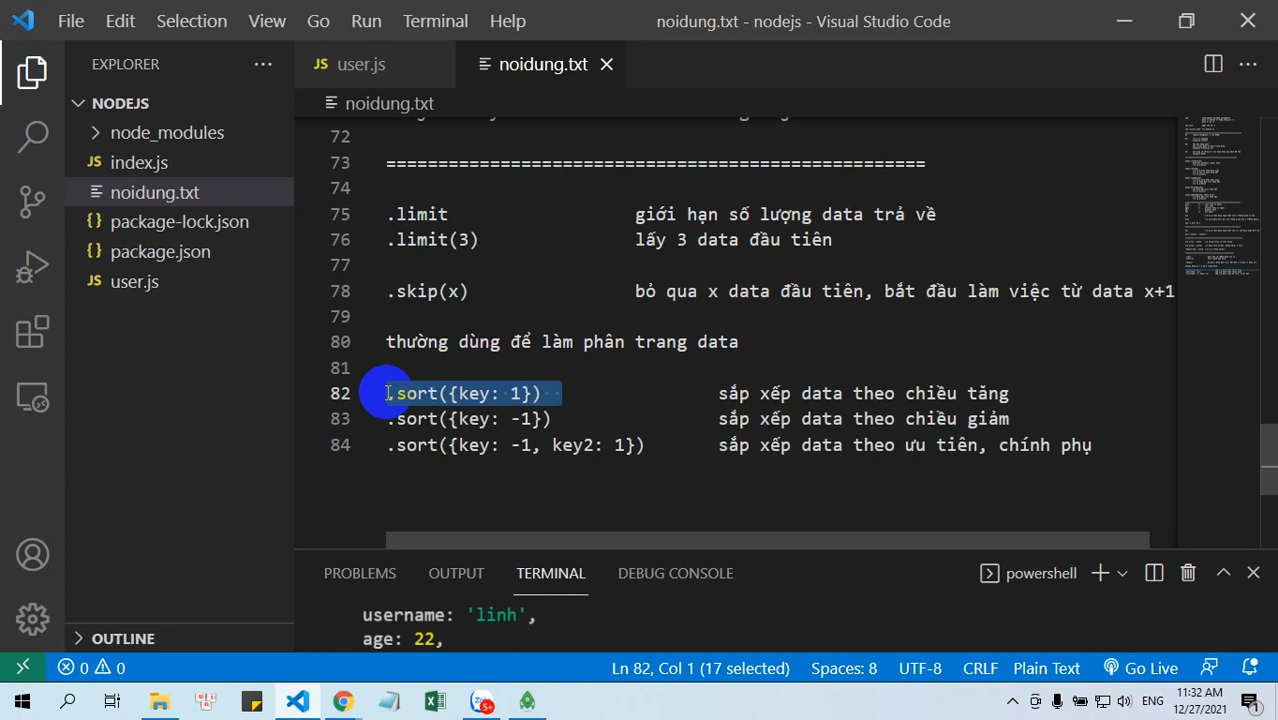 File Edit Selection View Go Run Terminal Help noidung.txt - nodejs - Visual Studio Code
EXPLORER
JS user.js
noidung.txt
noidung.txt
NODEJS
node_modules
JS index.js
noidung.txt
{} package-lock.json
{} package.json
JS user.js
OUTLINE
72
73 ====================================================
74
75 .limit giới hạn số lượng data trả về
76 .limit(3) lấy 3 data đầu tiên
77
78 .skip(x) bỏ qua x data đầu tiên, bắt đầu làm việc từ data x+1
79
80 thường dùng để làm phân trang data
81
82 .sort({key: 1}) sắp xếp data theo chiều tăng
83 .sort({key: -1}) sắp xếp data theo chiều giảm
84 .sort({key: -1, key2: 1}) sắp xếp data theo ưu tiên, chính phụ
PROBLEMS OUTPUT TERMINAL DEBUG CONSOLE powershell
username: 'linh',
age: 22,
0 0 Ln 82, Col 1 (17 selected) Spaces: 8 UTF-8 CRLF Plain Text Go Live
5+
ENG
11:32 AM
12/27/2021
1